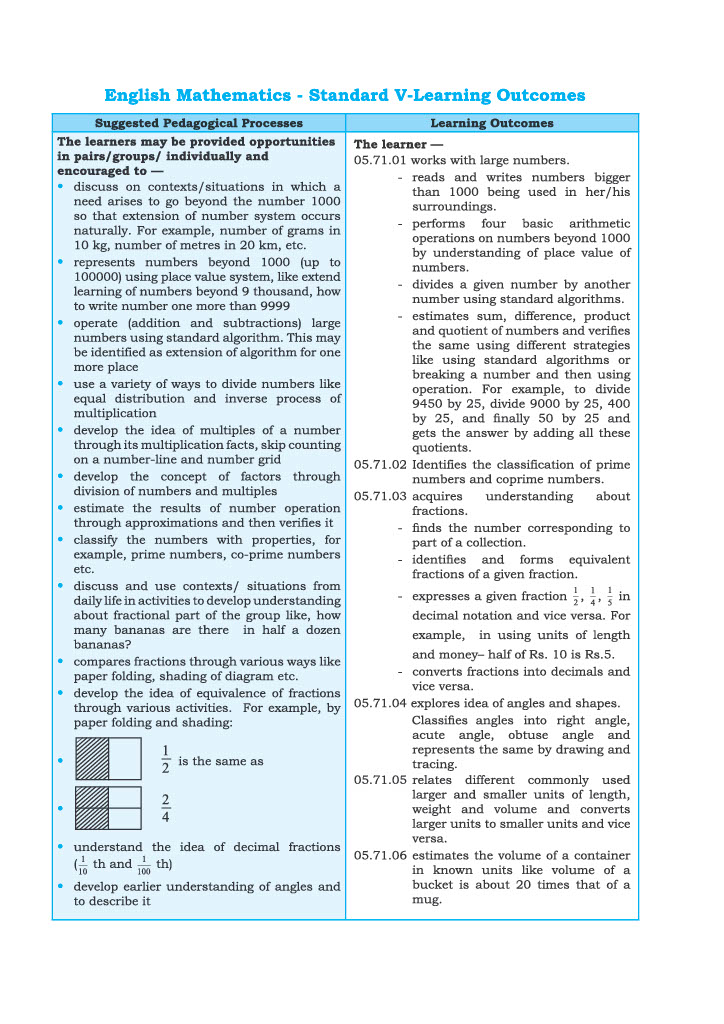 English Mathematics - Standard V-Learning Outcomes
Suggested Pedagogical Processes
The learners may be provided opportunities
in pairs/groups/ individually and
encouraged to —
• discuss on contexts/situations in which a
need arises to go beyond the number 1000
so that extension of number system occurs
naturally. For example, number of grams in
10 kg, number of metres in 20 km, etc.
• represents numbers beyond 1000 (up to
100000) using place value system, like extend
learning of numbers beyond 9 thousand, how
to write number one more than 9999
• operate (addition and subtractions) large
numbers using standard algorithm. This may
be identified as extension of algorithm for one
more place
• use a variety of ways to divide numbers like
equal distribution and inverse process of
multiplication
• develop the idea of multiples of a number
through its multiplication facts, skip counting
on a number-line and number grid
• develop the concept of factors through
division of numbers and multiples
• estimate the results of number operation
through approximations and then verifies it
• classify the numbers with properties, for
example, prime numbers, co-prime numbers
etc.
• discuss and use contexts/ situations from
daily life in activities to develop understanding
about fractional part of the group like, how
many bananas are there in half a dozen
bananas?
• compares fractions through various ways like
paper folding, shading of diagram etc.
• develop the idea of equivalence of fractions
through various activities. For example, by
paper folding and shading:
• 1/2 is the same as
• 2/4
• understand the idea of decimal fractions
(1/10 th and 1/100 th)
• develop earlier understanding of angles and
to describe it
Learning Outcomes
The learner —
05.71.01 works with large numbers.
- reads and writes numbers bigger
than 1000 being used in her/his
surroundings.
- performs four basic arithmetic
operations on numbers beyond 1000
by understanding of place value of
numbers.
- divides a given number by another
number using standard algorithms.
- estimates sum, difference, product
and quotient of numbers and verifies
the same using different strategies
like using standard algorithms or
breaking a number and then using
operation. For example, to divide
9450 by 25, divide 9000 by 25, 400
by 25, and finally 50 by 25 and
gets the answer by adding all these
quotients.
05.71.02 Identifies the classification of prime
numbers and coprime numbers.
05.71.03 acquires understanding about
fractions.
- finds the number corresponding to
part of a collection.
- identifies and forms equivalent
fractions of a given fraction.
- expresses a given fraction 1/2, 1/4, 1/5 in
decimal notation and vice versa. For
example, in using units of length
and money– half of Rs. 10 is Rs.5.
- converts fractions into decimals and
vice versa.
05.71.04 explores idea of angles and shapes.
Classifies angles into right angle,
acute angle, obtuse angle and
represents the same by drawing and
tracing.
05.71.05 relates different commonly used
larger and smaller units of length,
weight and volume and converts
larger units to smaller units and vice
versa.
05.71.06 estimates the volume of a container
in known units like volume of a
bucket is about 20 times that of a
mug.